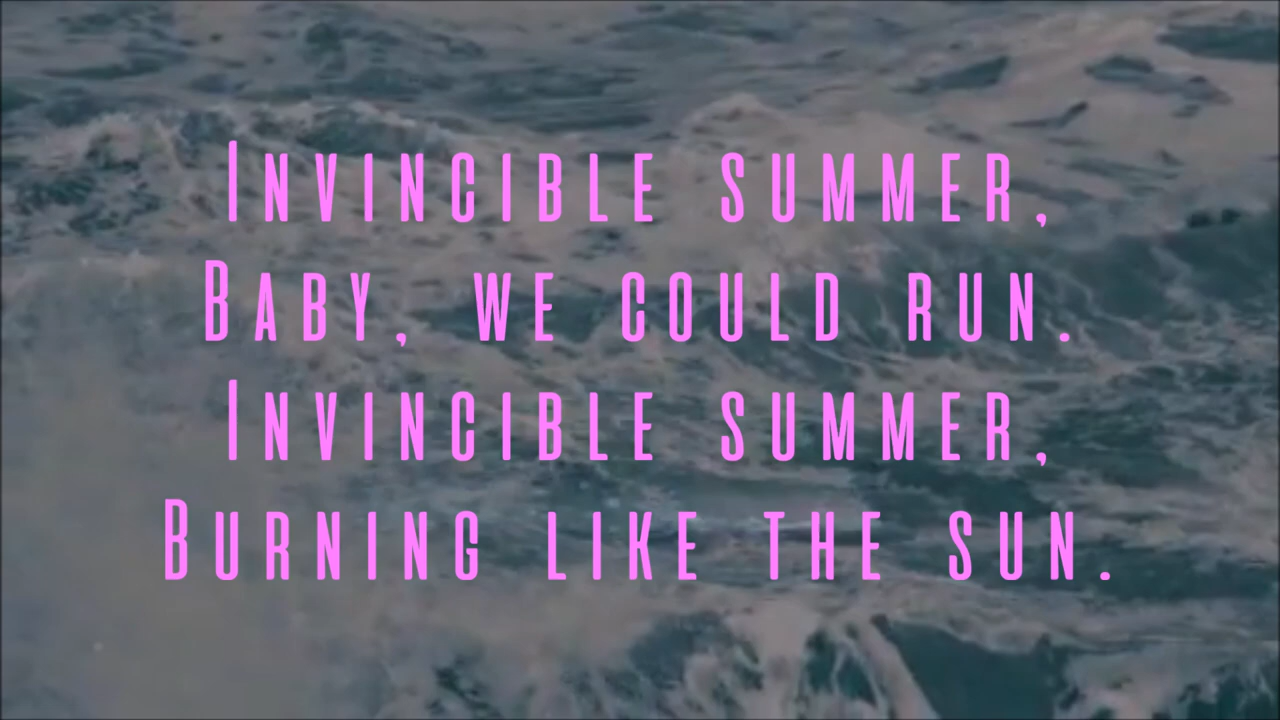 Invincible summer,
Baby, we could run.
Invincible summer,
Burning like the sun.